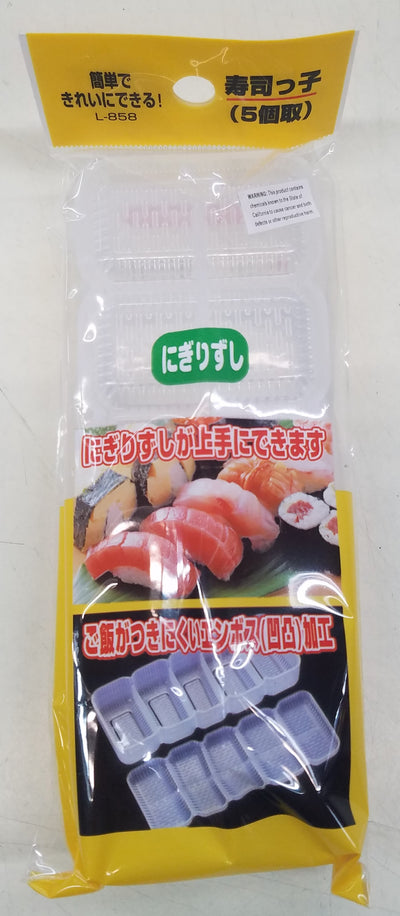 簡単で
きれいにできる!
L-858
寿司っ子
(5個取)
WARNING: This product contains
chemicals known to the State of
California to cause cancer and birth
defects or other reproductive harm.
にぎりずし
にぎりずしが上手にできます
ご飯がつきにくいエンボス(凹凸)加工